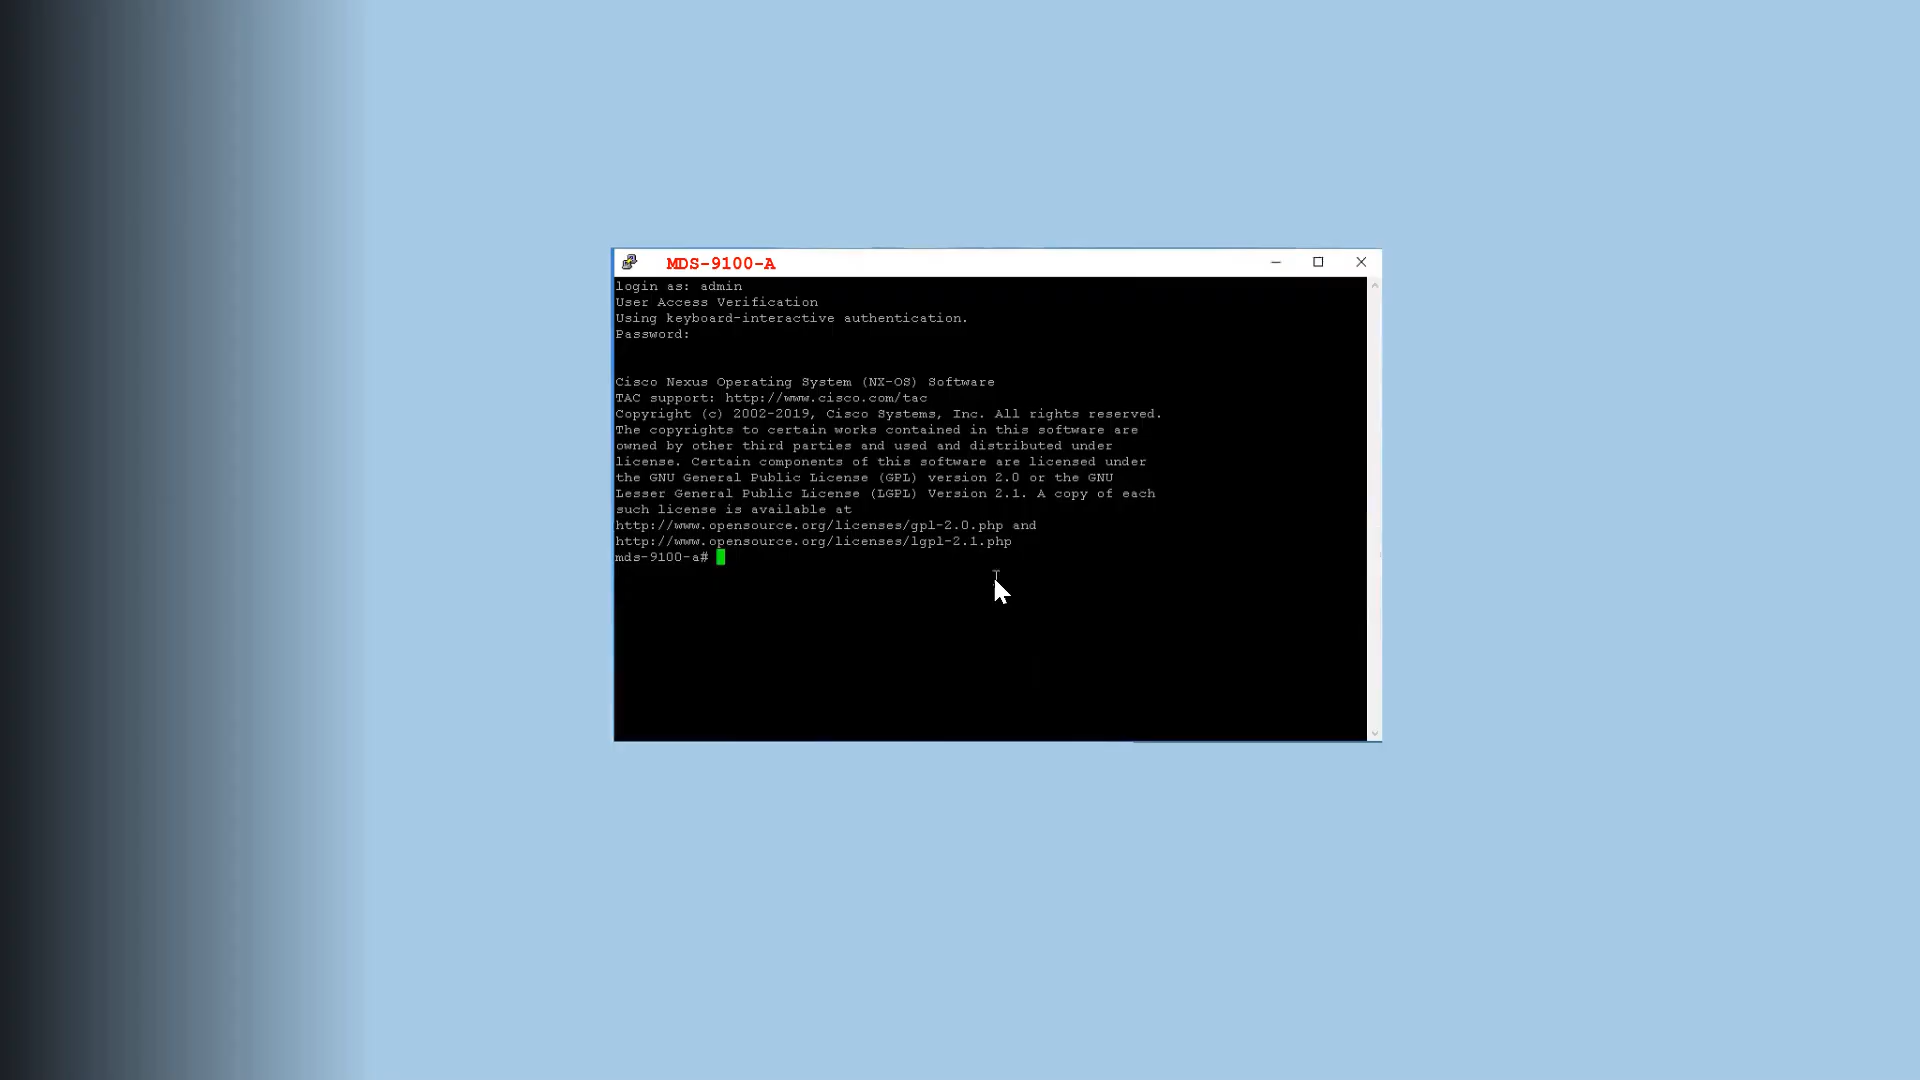 MDS-9100-A
login as: admin
User Access Verification
Using keyboard-interactive authentication.
Password:
Cisco Nexus Operating System (NX-OS) Software
TAC support: http://www.cisco.com/tac
Copyright (c) 2002-2019, Cisco Systems, Inc. All rights reserved.
The copyrights to certain works contained in this software are
owned by other third parties and used and distributed under
license. Certain components of this software are licensed under
the GNU General Public License (GPL) version 2.0 or the GNU
Lesser General Public License (LGPL) Version 2.1. A copy of each
such license is available at
http://www.opensource.org/licenses/gpl-2.0.php and
http://www.opensource.org/licenses/lgpl-2.1.php
mds-9100-a#